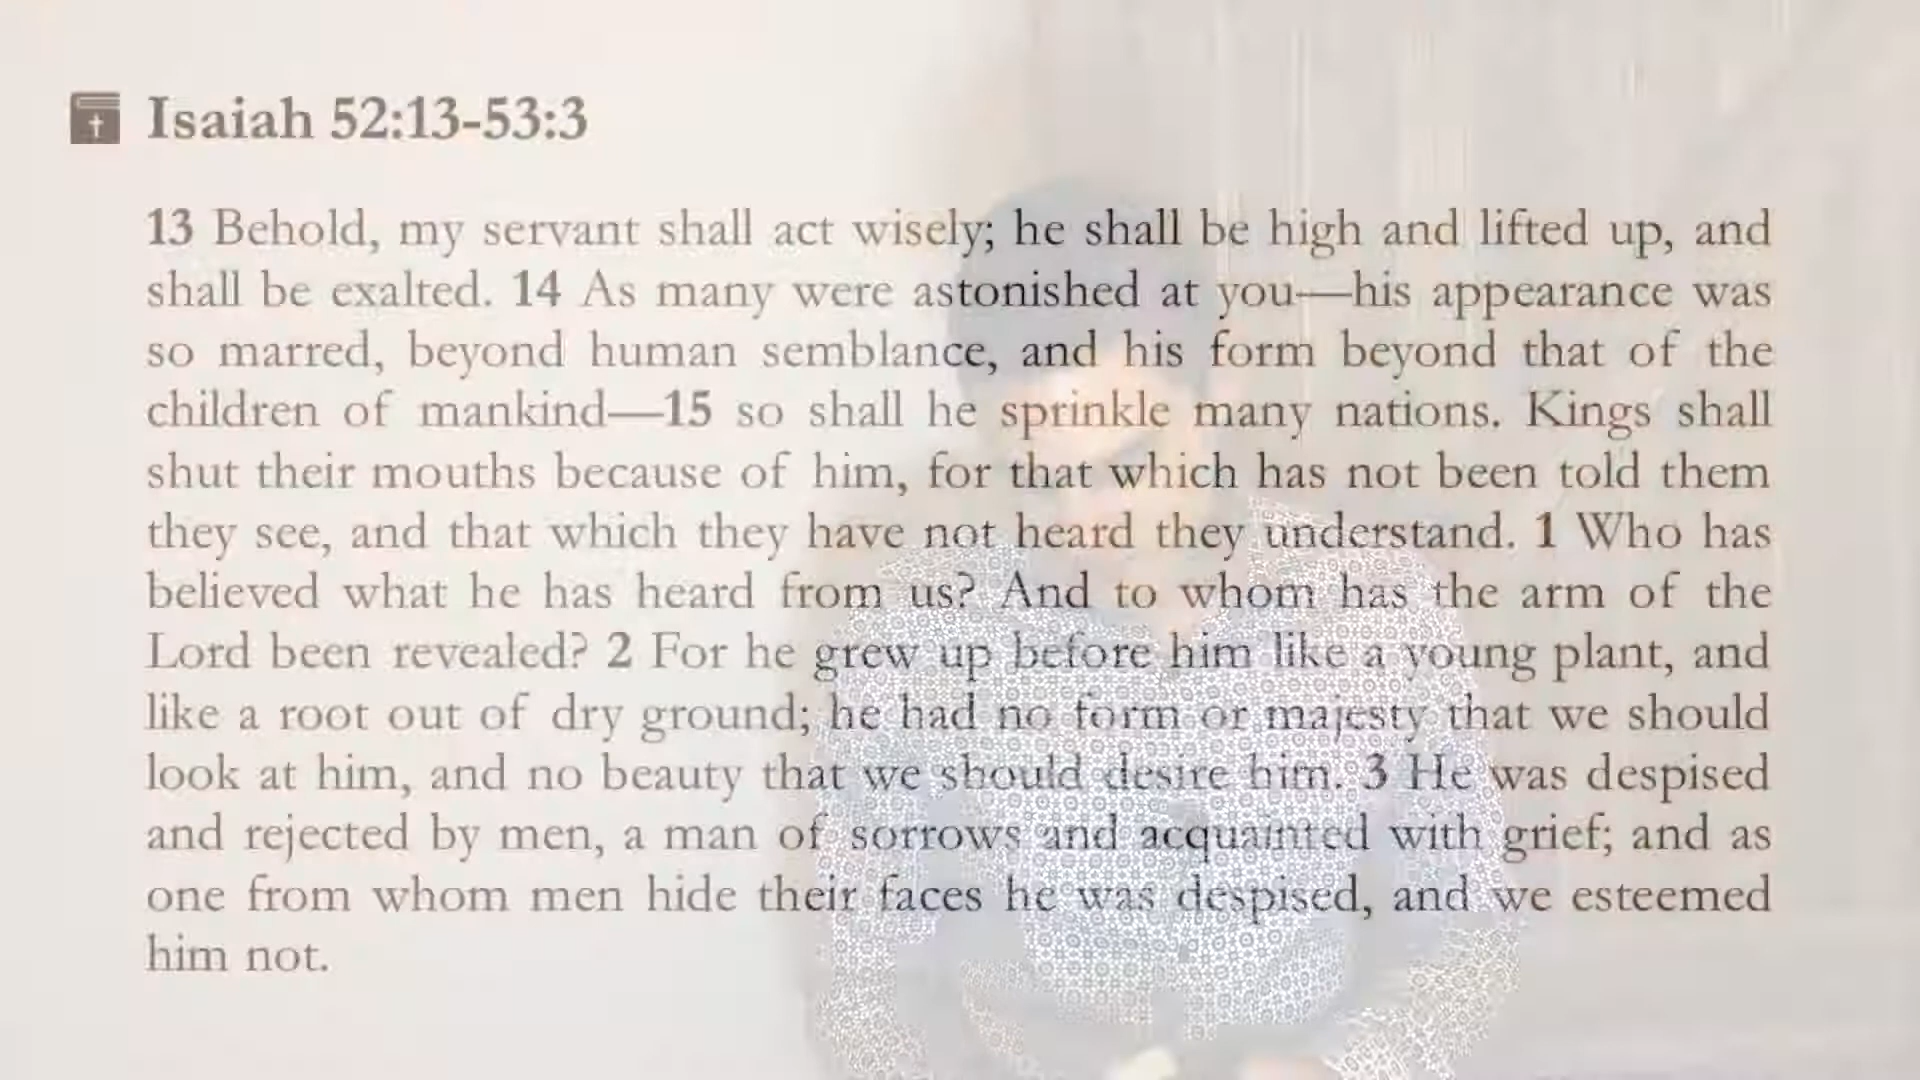 Isaiah 52:13-53:3
13 Behold, my servant shall act wisely; he shall be high and lifted up, and
shall be exalted. 14 As many were astonished at you—his appearance was
so marred, beyond human semblance, and his form beyond that of the
children of mankind—15 so shall he sprinkle many nations. Kings shall
shut their mouths because of him, for that which has not been told them
they see, and that which they have not heard they understand. 1 Who has
believed what he has heard from us? And to whom has the arm of the
Lord been revealed? 2 For he grew up before him like a young plant, and
like a root out of dry ground; he had no form or majesty that we should
look at him, and no beauty that we should desire him. 3 He was despised
and rejected by men, a man of sorrows and acquainted with grief; and as
one from whom men hide their faces he was despised, and we esteemed
him not.